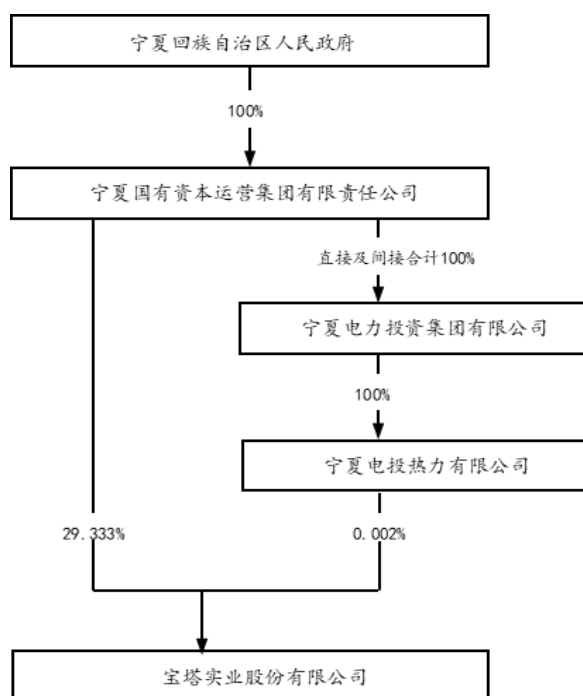 宁夏回族自治区人民政府
100%
宁夏国有资本运营集团有限责任公司
直接及间接合计100%
宁夏电力投资集团有限公司
100%
宁夏电投热力有限公司
29.333%
0.002%
宝塔实业股份有限公司